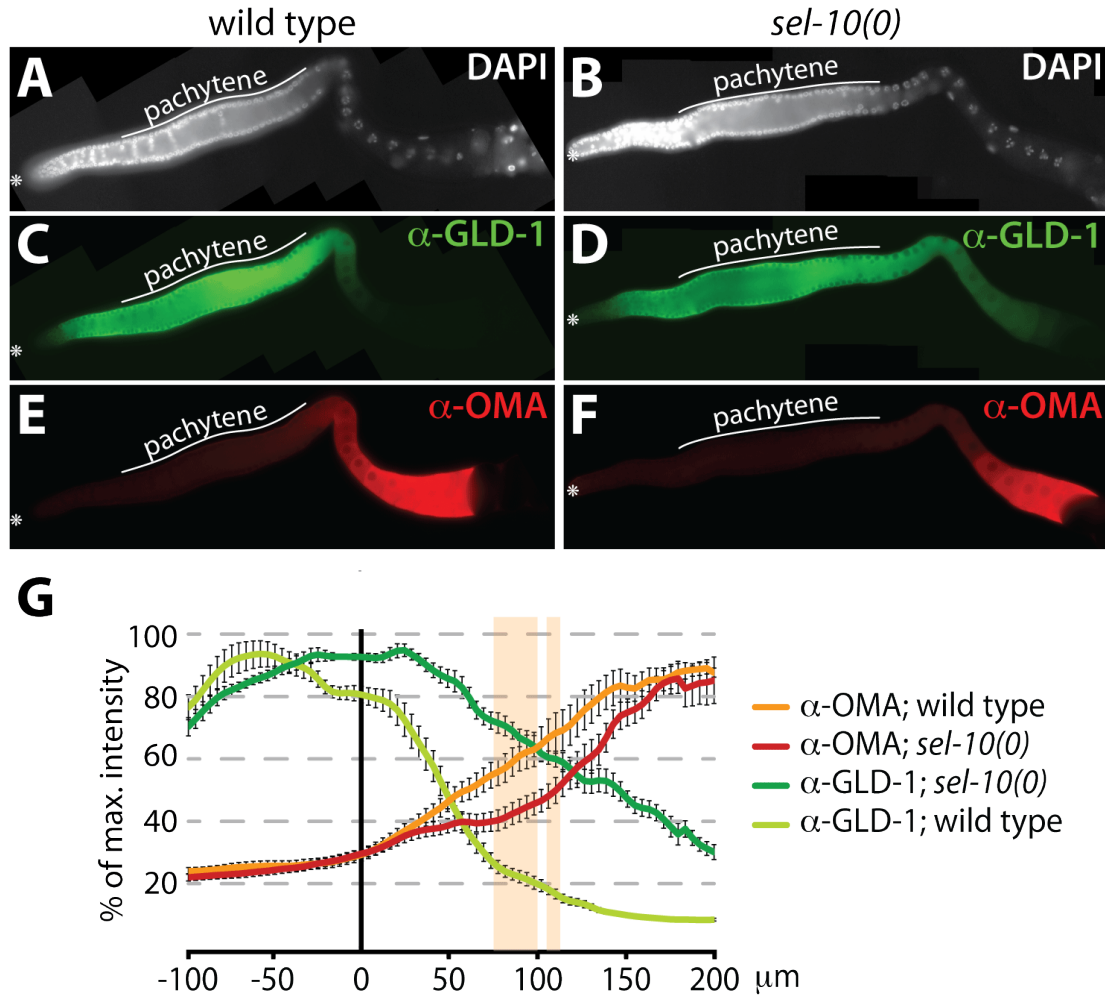 wild type
sel-10(0)
A
DAPI
pachytene
*
B
DAPI
pachytene
*
C
α-GLD-1
pachytene
*
D
α-GLD-1
pachytene
*
E
α-OMA
pachytene
*
F
α-OMA
pachytene
*
G
% of max. intensity
100
80
60
40
20
-100
-50
0
50
100
150
200
μm
α-OMA; wild type
α-OMA; sel-10(0)
α-GLD-1; sel-10(0)
α-GLD-1; wild type